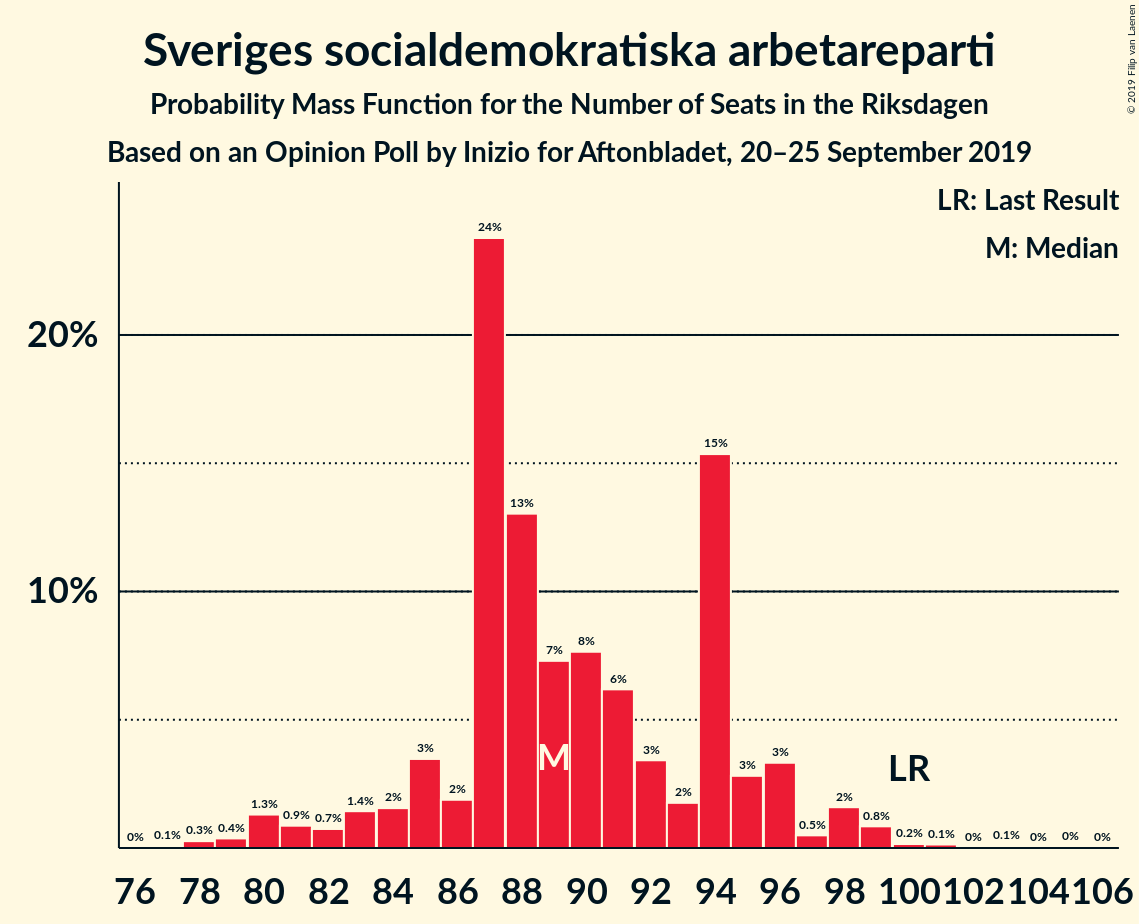 Sveriges socialdemokratiska arbetareparti
Probability Mass Function for the Number of Seats in the Riksdagen
Based on an Opinion Poll by Inizio for Aftonbladet, 20–25 September 2019
© 2019 Filip van Laenen
LR: Last Result
M: Median
20%
10%
0% 0.1% 0.3% 0.4% 1.3% 0.9% 0.7% 1.4% 2% 3% 2% 24% 13% 7% 8% 6% 3% 2% 15% 3% 3% 0.5% 2% 0.8% 0.2% 0.1% 0% 0.1% 0% 0% 0%
M
LR
76 78 80 82 84 86 88 90 92 94 96 98 100 102 104 106